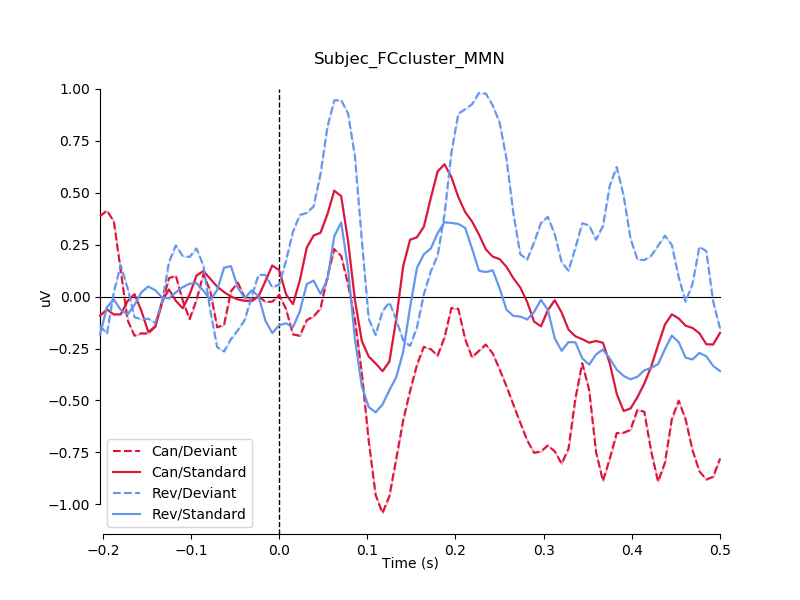 Subjec_FCcluster_MMN
1.00
0.75
0.50
0.25
0.00
−0.25
−0.50
−0.75
−1.00
uV
Can/Deviant
Can/Standard
Rev/Deviant
Rev/Standard
−0.2 −0.1 0.0 0.1 0.2 0.3 0.4 0.5
Time (s)